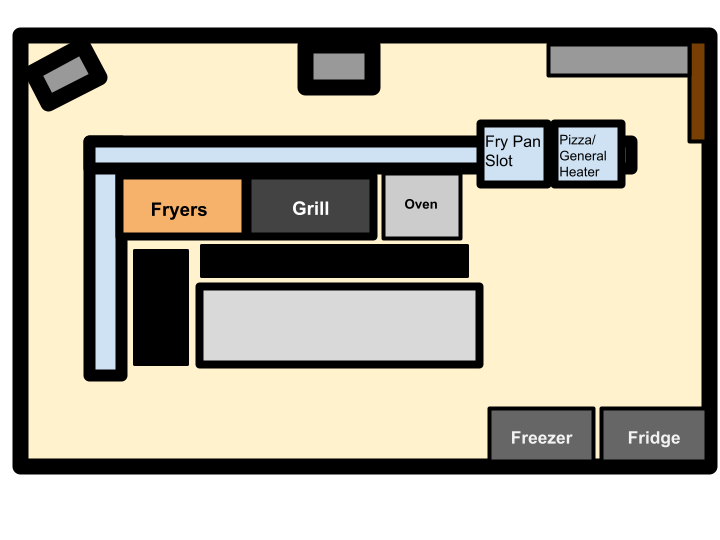 Fry Pan
Slot
Pizza/
General
Heater
Fryers
Grill
Oven
Freezer
Fridge